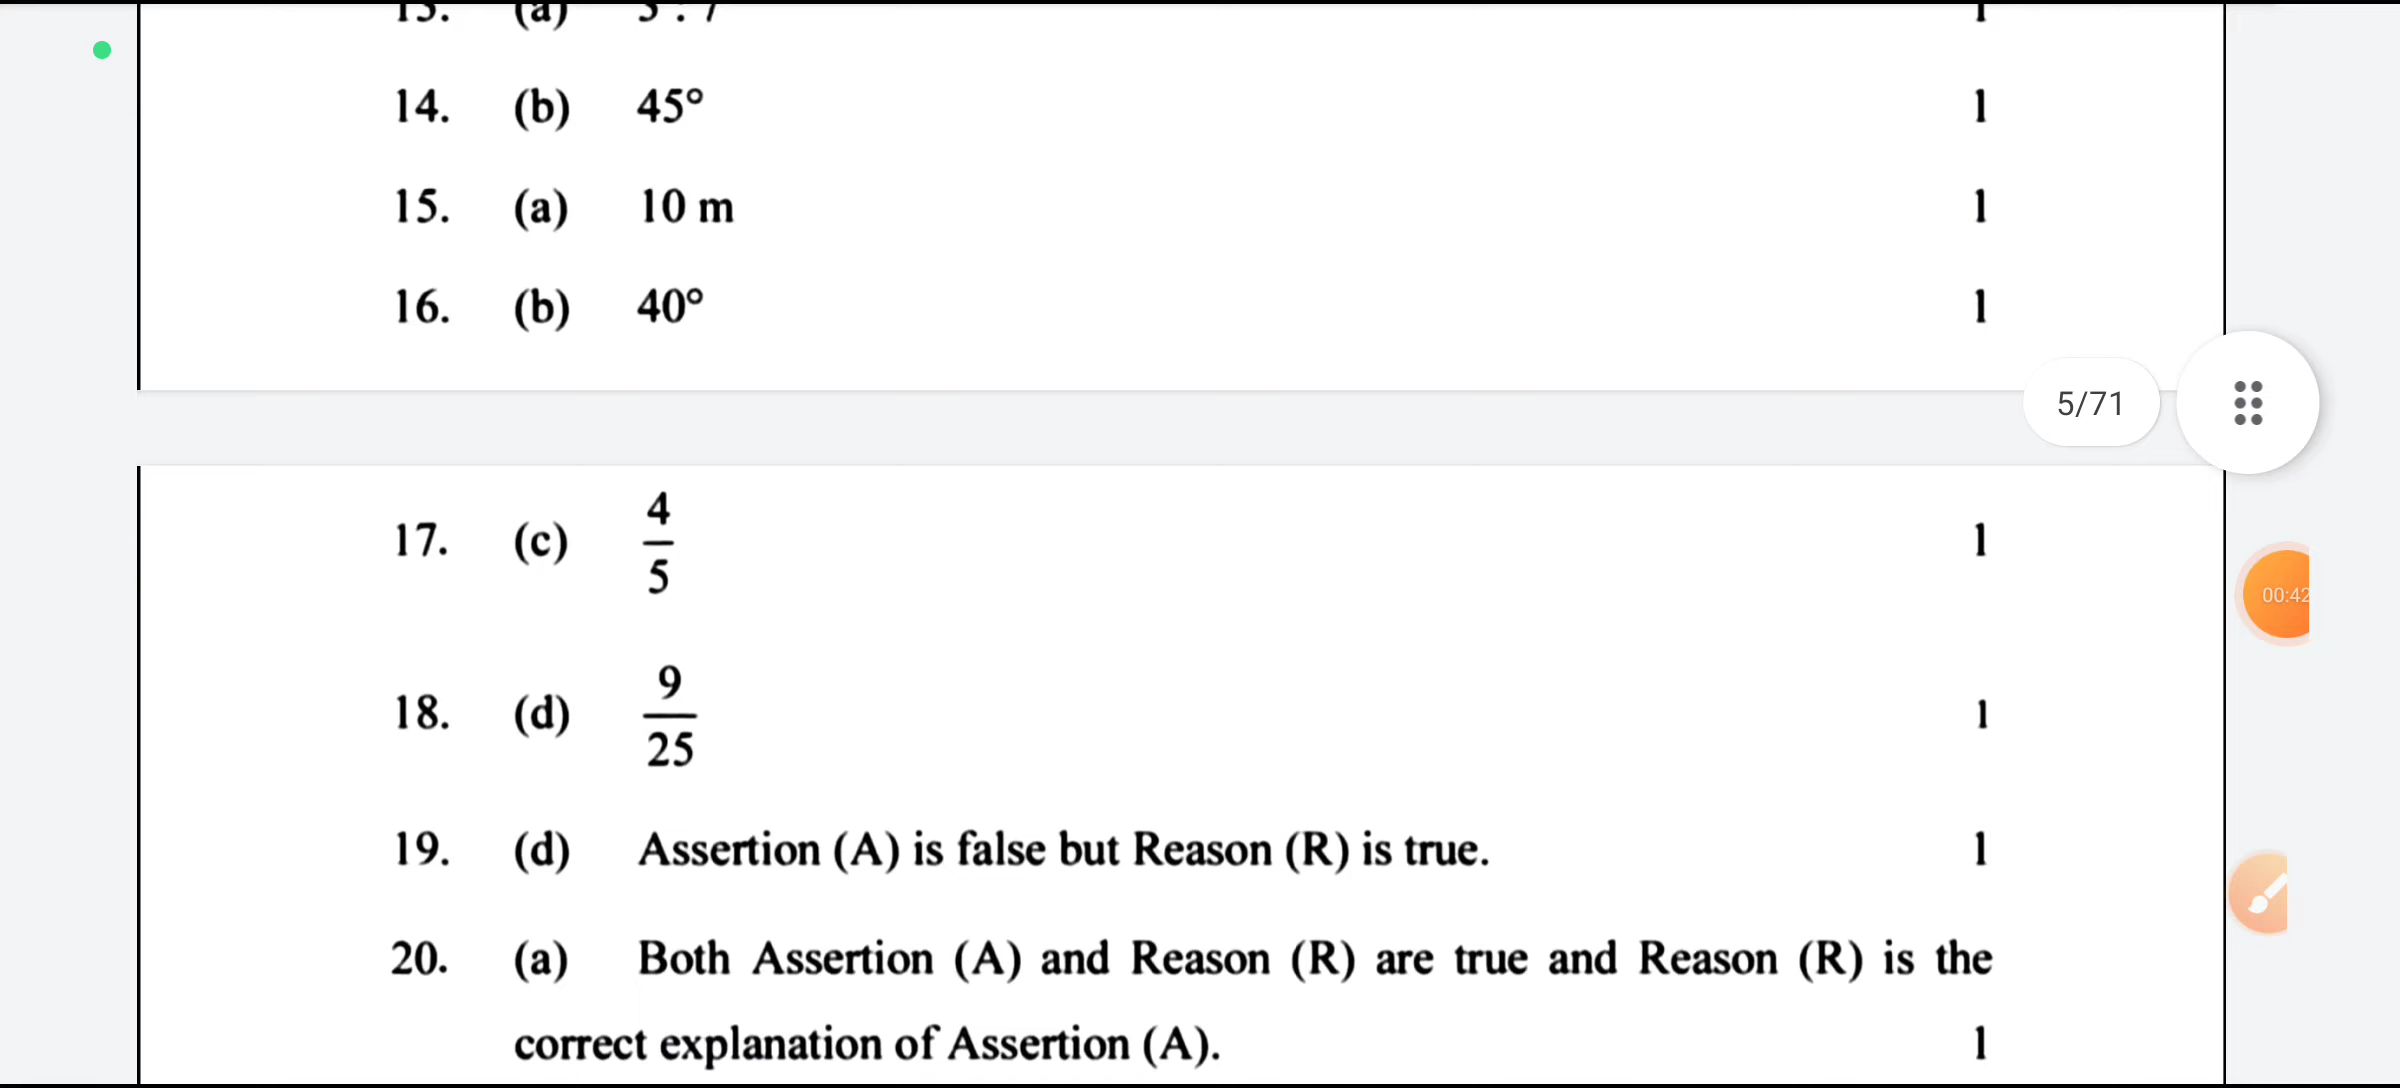 14. (b) 45° 1
15. (a) 10 m 1
16. (b) 40° 1
5/71
17. (c) 4/5 1
00:42
18. (d) 9/25 1
19. (d) Assertion (A) is false but Reason (R) is true. 1
20. (a) Both Assertion (A) and Reason (R) are true and Reason (R) is the
correct explanation of Assertion (A). 1